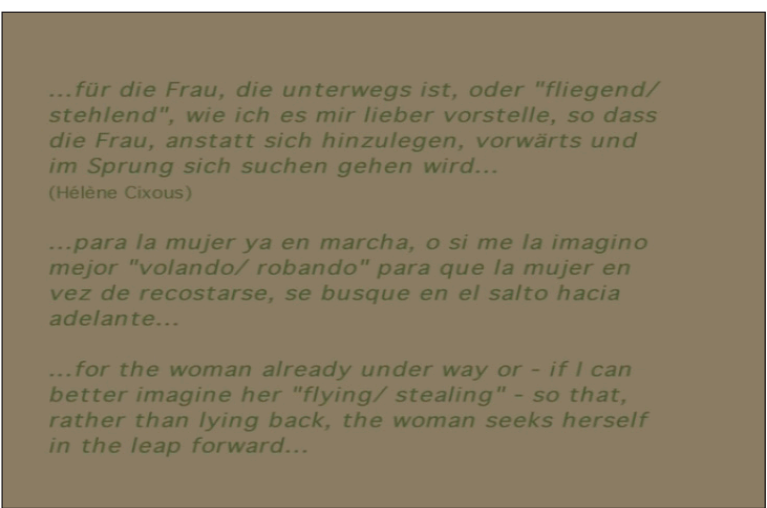 ...für die Frau, die unterwegs ist, oder "fliegend/
stehlend", wie ich es mir lieber vorstelle, so dass
die Frau, anstatt sich hinzulegen, vorwärts und
im Sprung sich suchen gehen wird...
(Hélène Cixous)
...para la mujer ya en marcha, o si me la imagino
mejor "volando/ robando" para que la mujer en
vez de recostarse, se busque en el salto hacia
adelante...
...for the woman already under way or - if I can
better imagine her "flying/ stealing" - so that,
rather than lying back, the woman seeks herself
in the leap forward...